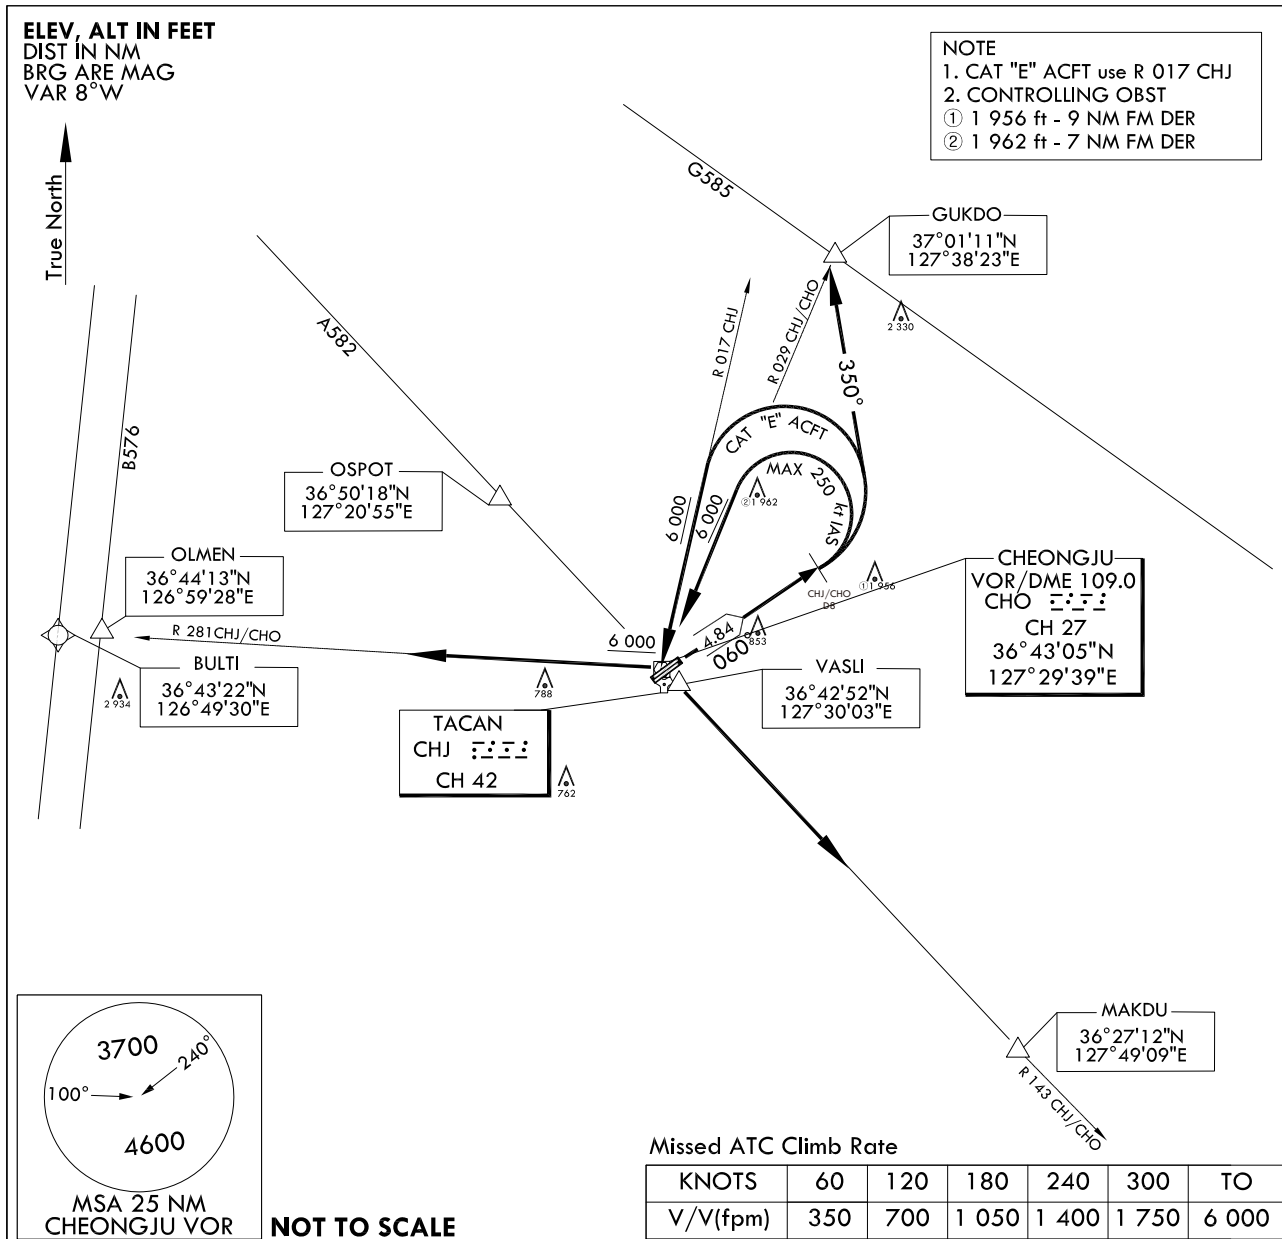 ELEV, ALT IN FEET
DIST IN NM
BRG ARE MAG
VAR 8°W
True North
NOTE
1. CAT "E" ACFT use R 017 CHJ
2. CONTROLLING OBST
① 1 956 ft - 9 NM FM DER
② 1 962 ft - 7 NM FM DER
G585
GUKDO
37°01'11"N
127°38'23"E
2 330
A582
B576
R 017 CHJ
R 029 CHJ/CHO
350°
CAT "E" ACFT
MAX 250 kt IAS
6 000
6 000
② 1 962
OSPOT
36°50'18"N
127°20'55"E
OLMEN
36°44'13"N
126°59'28"E
CHJ/CHO
D8
① 1 956
CHEONGJU
VOR/DME 109.0
CHO
CH 27
36°43'05"N
127°29'39"E
R 281CHJ/CHO
6 000
4.84
060°
853
BULTI
36°43'22"N
126°49'30"E
2 934
788
VASLI
36°42'52"N
127°30'03"E
TACAN
CHJ
CH 42
762
MAKDU
36°27'12"N
127°49'09"E
R 143 CHJ/CHO
3700
240°
100°
4600
MSA 25 NM
CHEONGJU VOR
NOT TO SCALE
Missed ATC Climb Rate
KNOTS 60 120 180 240 300 TO
V/V(fpm) 350 700 1 050 1 400 1 750 6 000